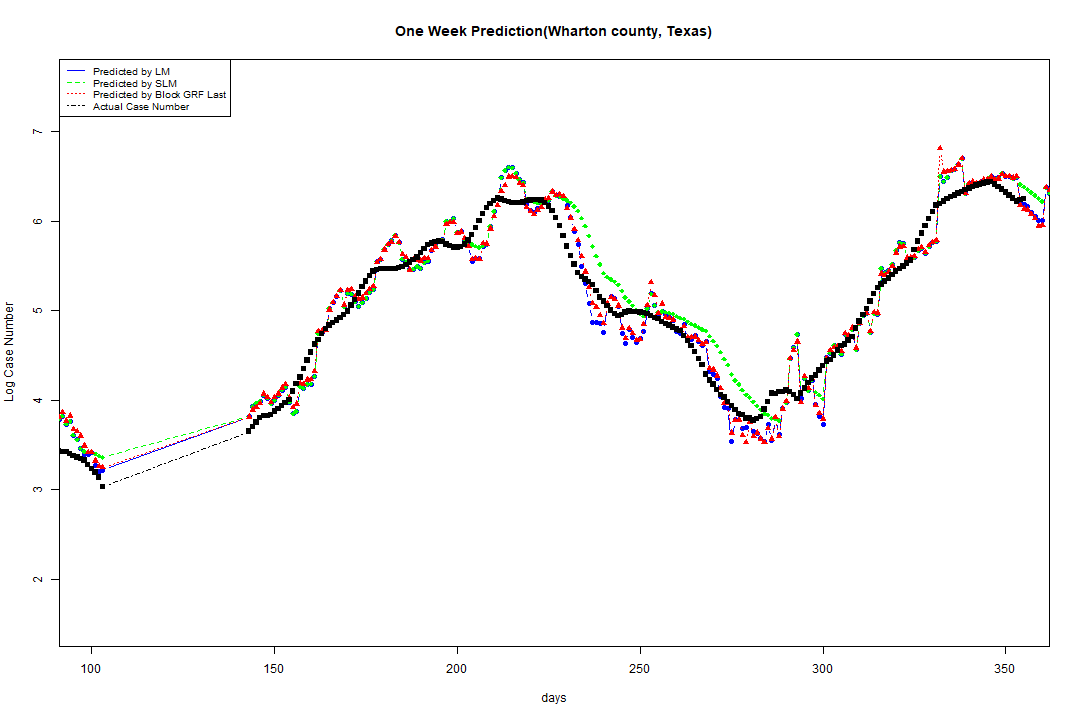 One Week Prediction(Wharton county, Texas)
Predicted by LM
Predicted by SLM
Predicted by Block GRF Last
Actual Case Number
7
6
5
4
3
2
Log Case Number
100 150 200 250 300 350
days